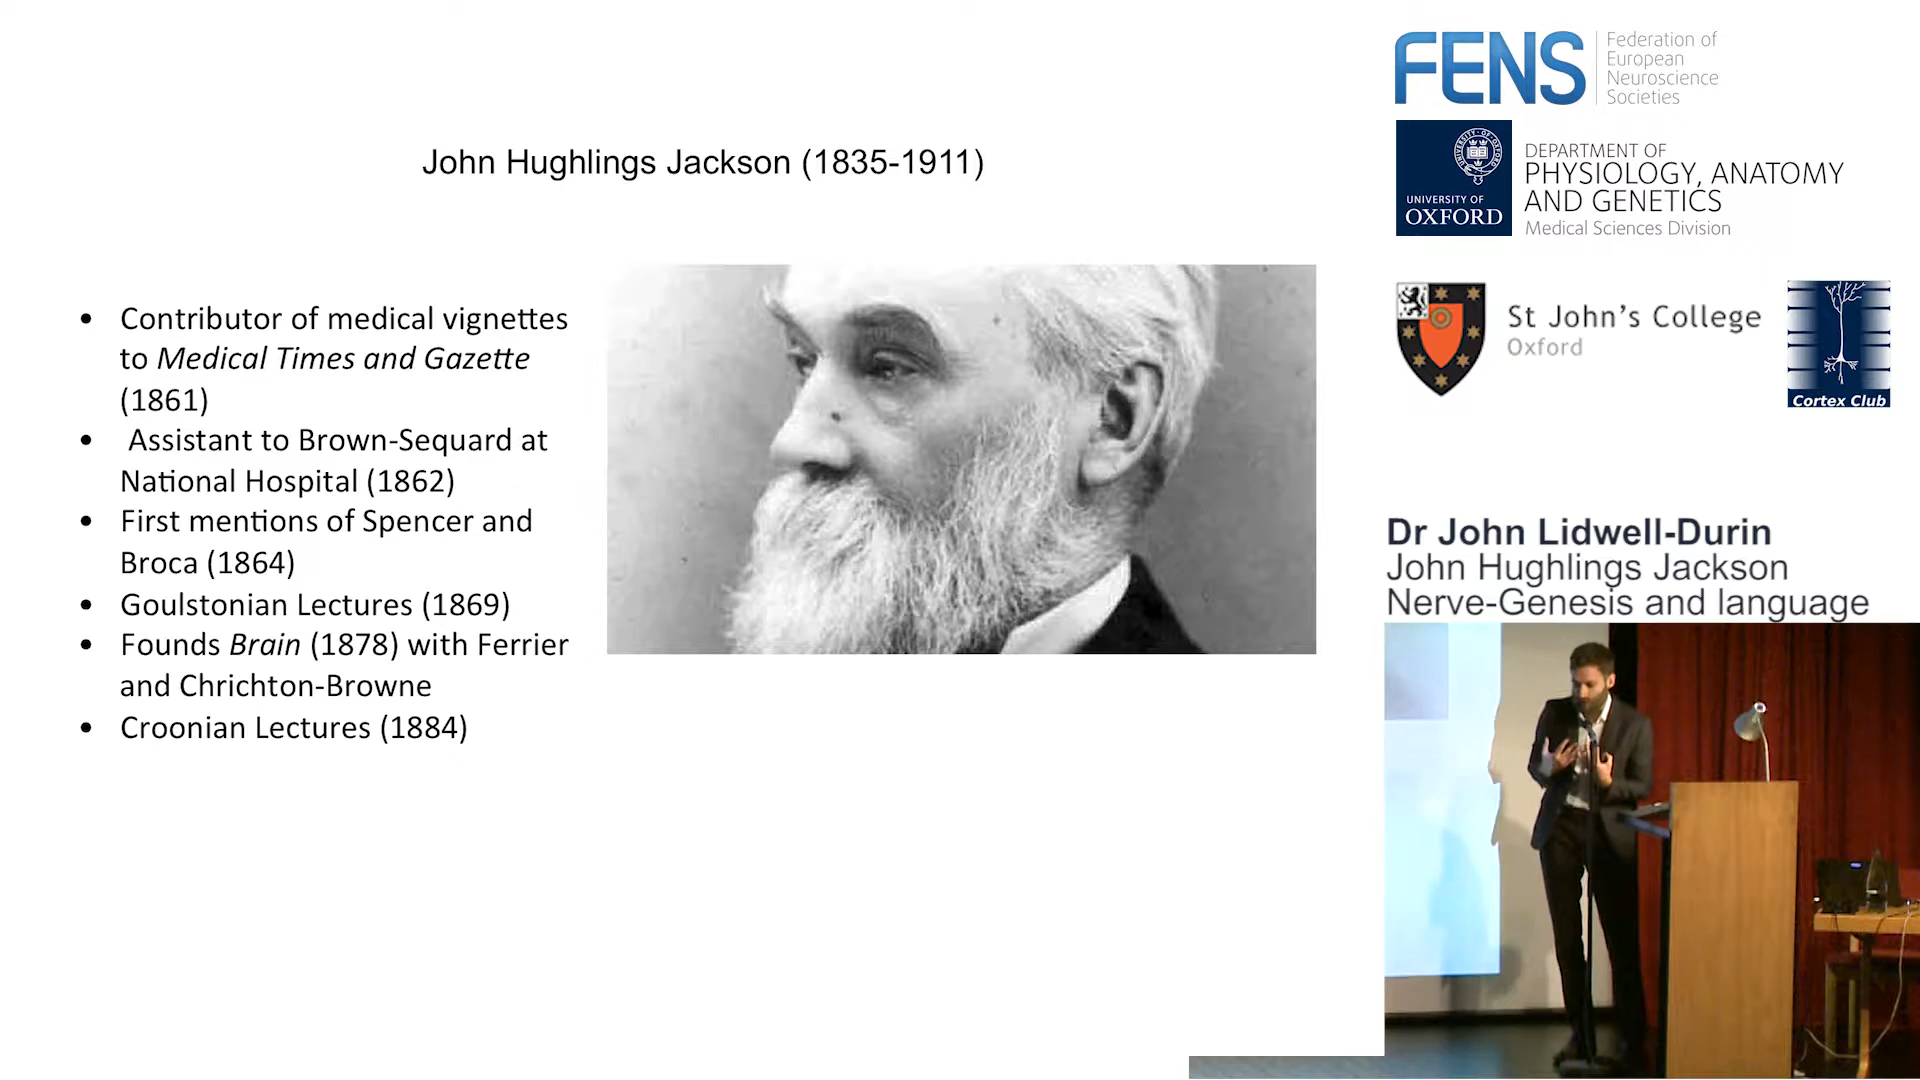 John Hughlings Jackson (1835-1911)
• Contributor of medical vignettes
to Medical Times and Gazette
(1861)
• Assistant to Brown-Sequard at
National Hospital (1862)
• First mentions of Spencer and
Broca (1864)
• Goulstonian Lectures (1869)
• Founds Brain (1878) with Ferrier
and Chrichton-Browne
• Croonian Lectures (1884)
FENS
Federation of
European
Neuroscience
Societies
UNIVERSITY OF
OXFORD
DEPARTMENT OF
PHYSIOLOGY, ANATOMY
AND GENETICS
Medical Sciences Division
St John's College
Oxford
Cortex Club
Dr John Lidwell-Durin
John Hughlings Jackson
Nerve-Genesis and language